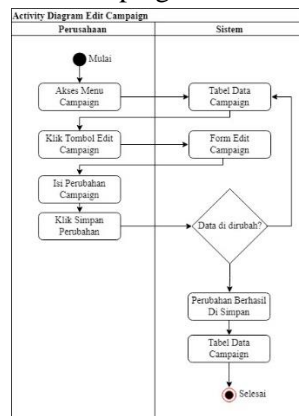 Activity Diagram Edit Campaign
Perusahaan
Sistem
Mulai
Akses Menu
Campaign
Tabel Data
Campaign
Klik Tombol Edit
Campaign
Form Edit
Campaign
Isi Perubahan
Campaign
Klik Simpan
Perubahan
Data di dirubah?
Perubahan Berhasil
Di Simpan
Tabel Data
Campaign
Selesai